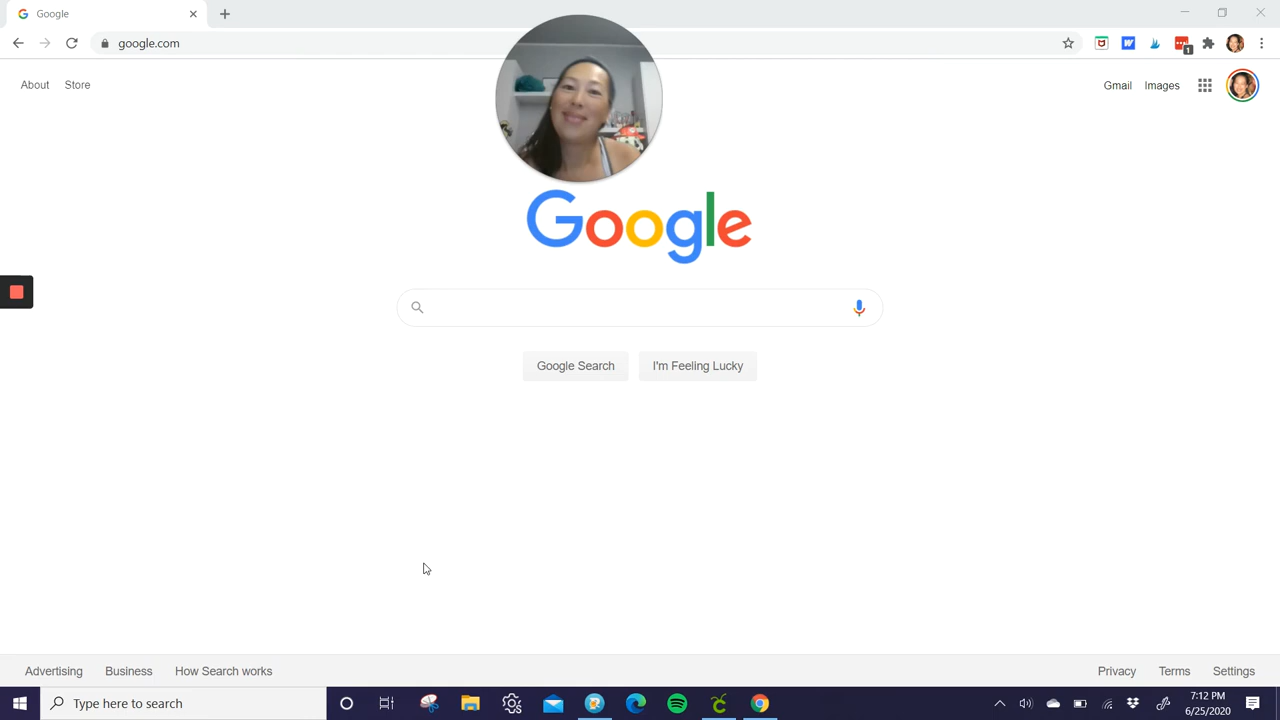 Google
google.com
About Store
Gmail Images
Google
Google Search I'm Feeling Lucky
Advertising Business How Search works
Privacy Terms Settings
Type here to search
7:12 PM
6/25/2020
1
W